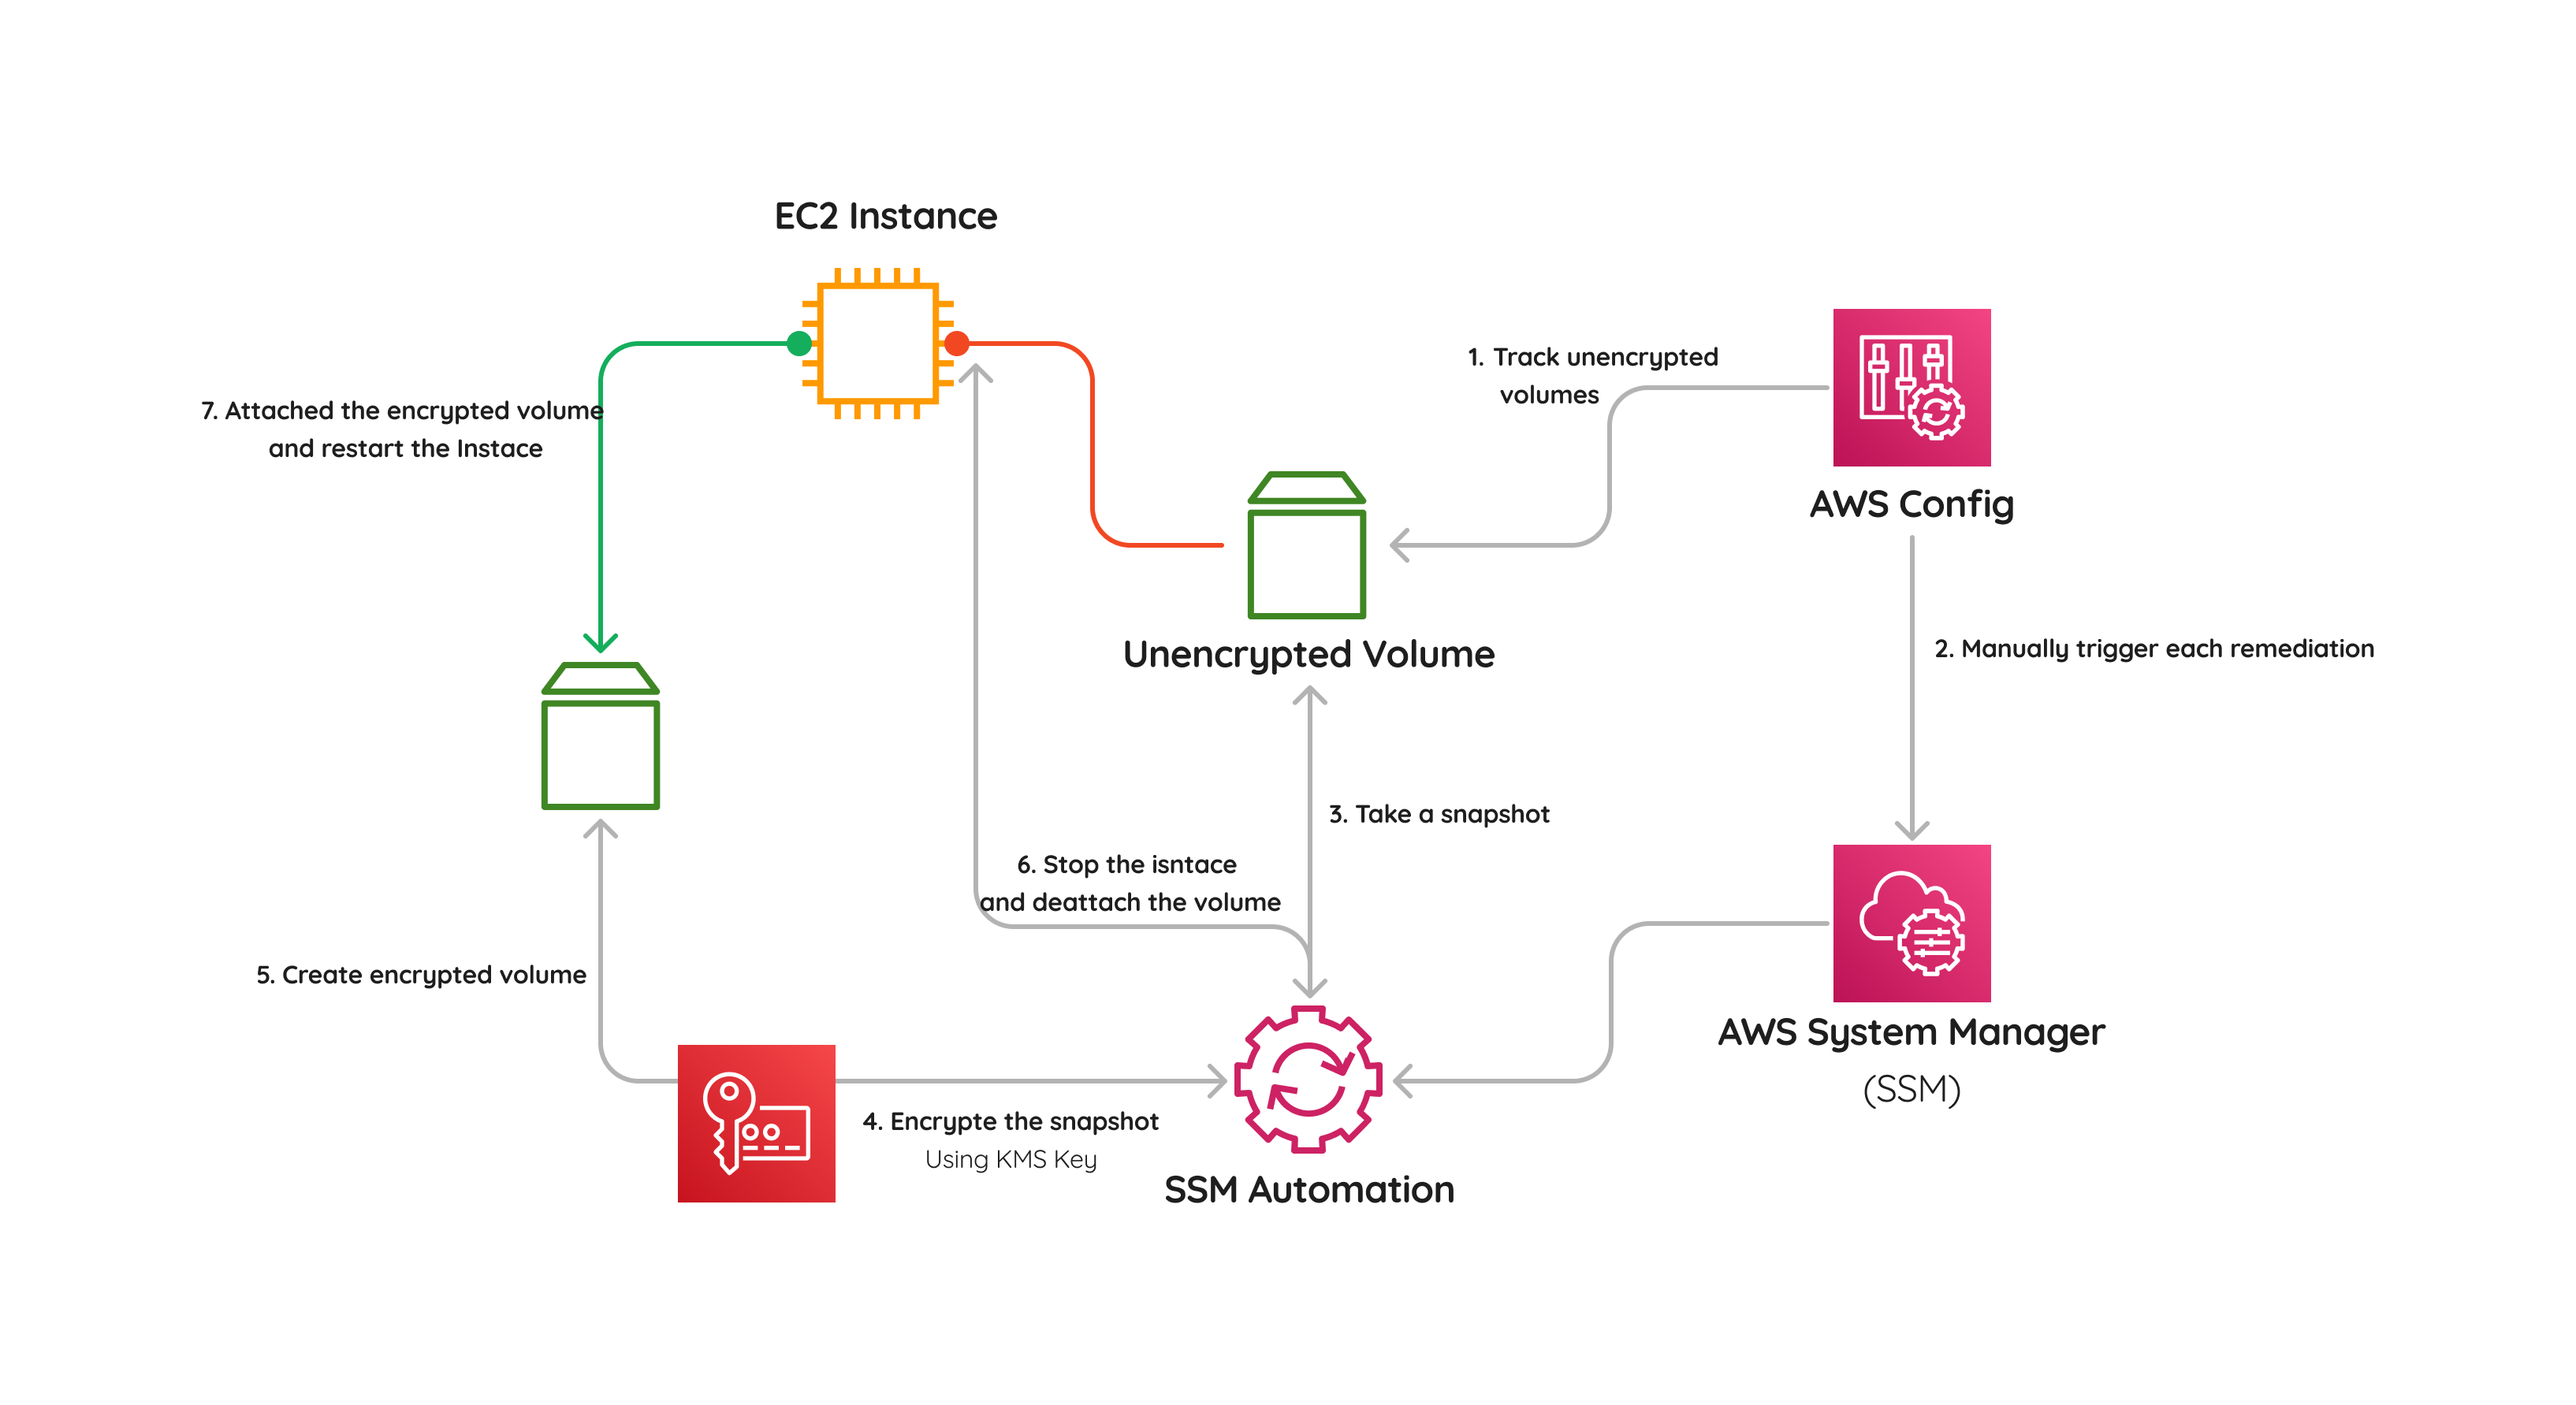 EC2 Instance
1. Track unencrypted
volumes
7. Attached the encrypted volume
and restart the Instace
AWS Config
Unencrypted Volume
2. Manually trigger each remediation
3. Take a snapshot
6. Stop the isntace
and deattach the volume
5. Create encrypted volume
AWS System Manager
(SSM)
4. Encrypte the snapshot
Using KMS Key
SSM Automation